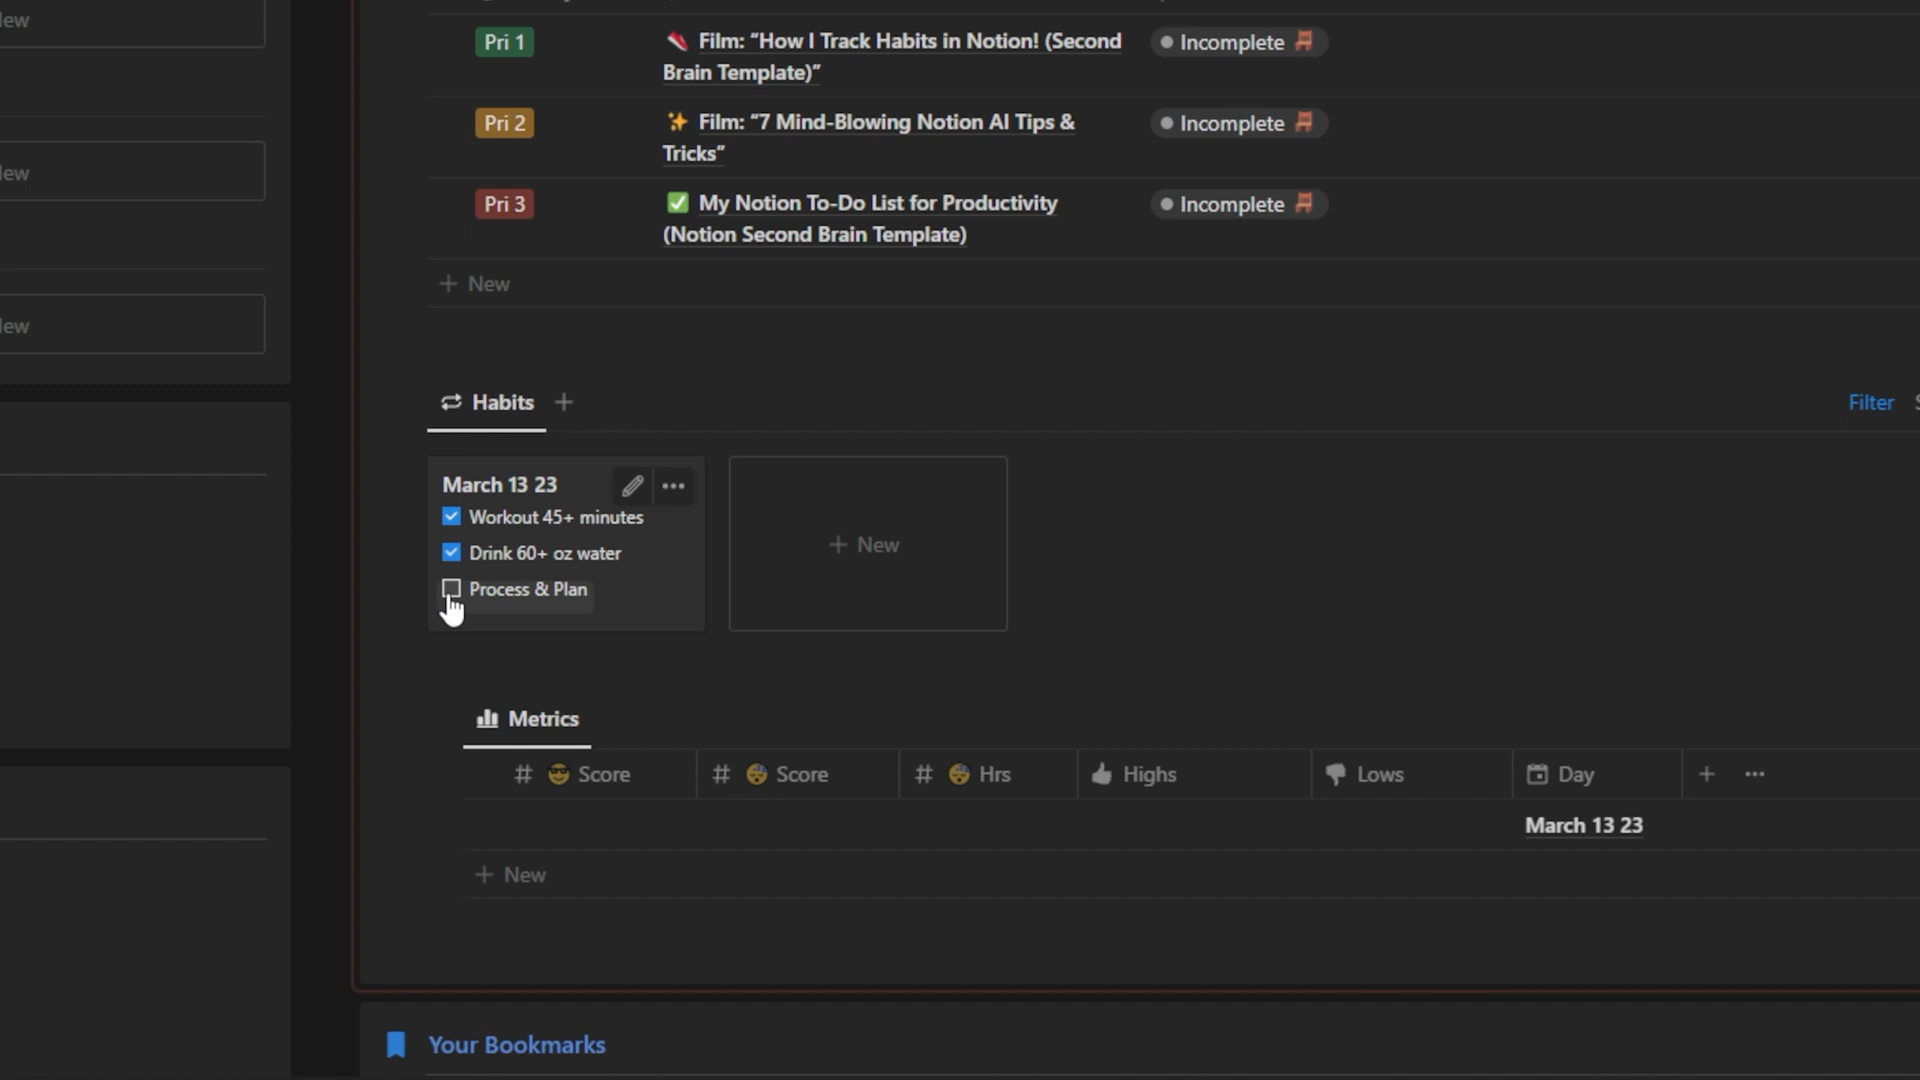 ew
Pri 1 Film: “How I Track Habits in Notion! (Second Incomplete
Brain Template)”
Pri 2 Film: “7 Mind-Blowing Notion AI Tips & Incomplete
Tricks”
ew
Pri 3 My Notion To-Do List for Productivity Incomplete
(Notion Second Brain Template)
+ New
ew
Habits +
Filter
March 13 23
Workout 45+ minutes
Drink 60+ oz water
Process & Plan
+ New
Metrics
# Score # Score # Hrs Highs Lows Day + ...
March 13 23
+ New
Your Bookmarks